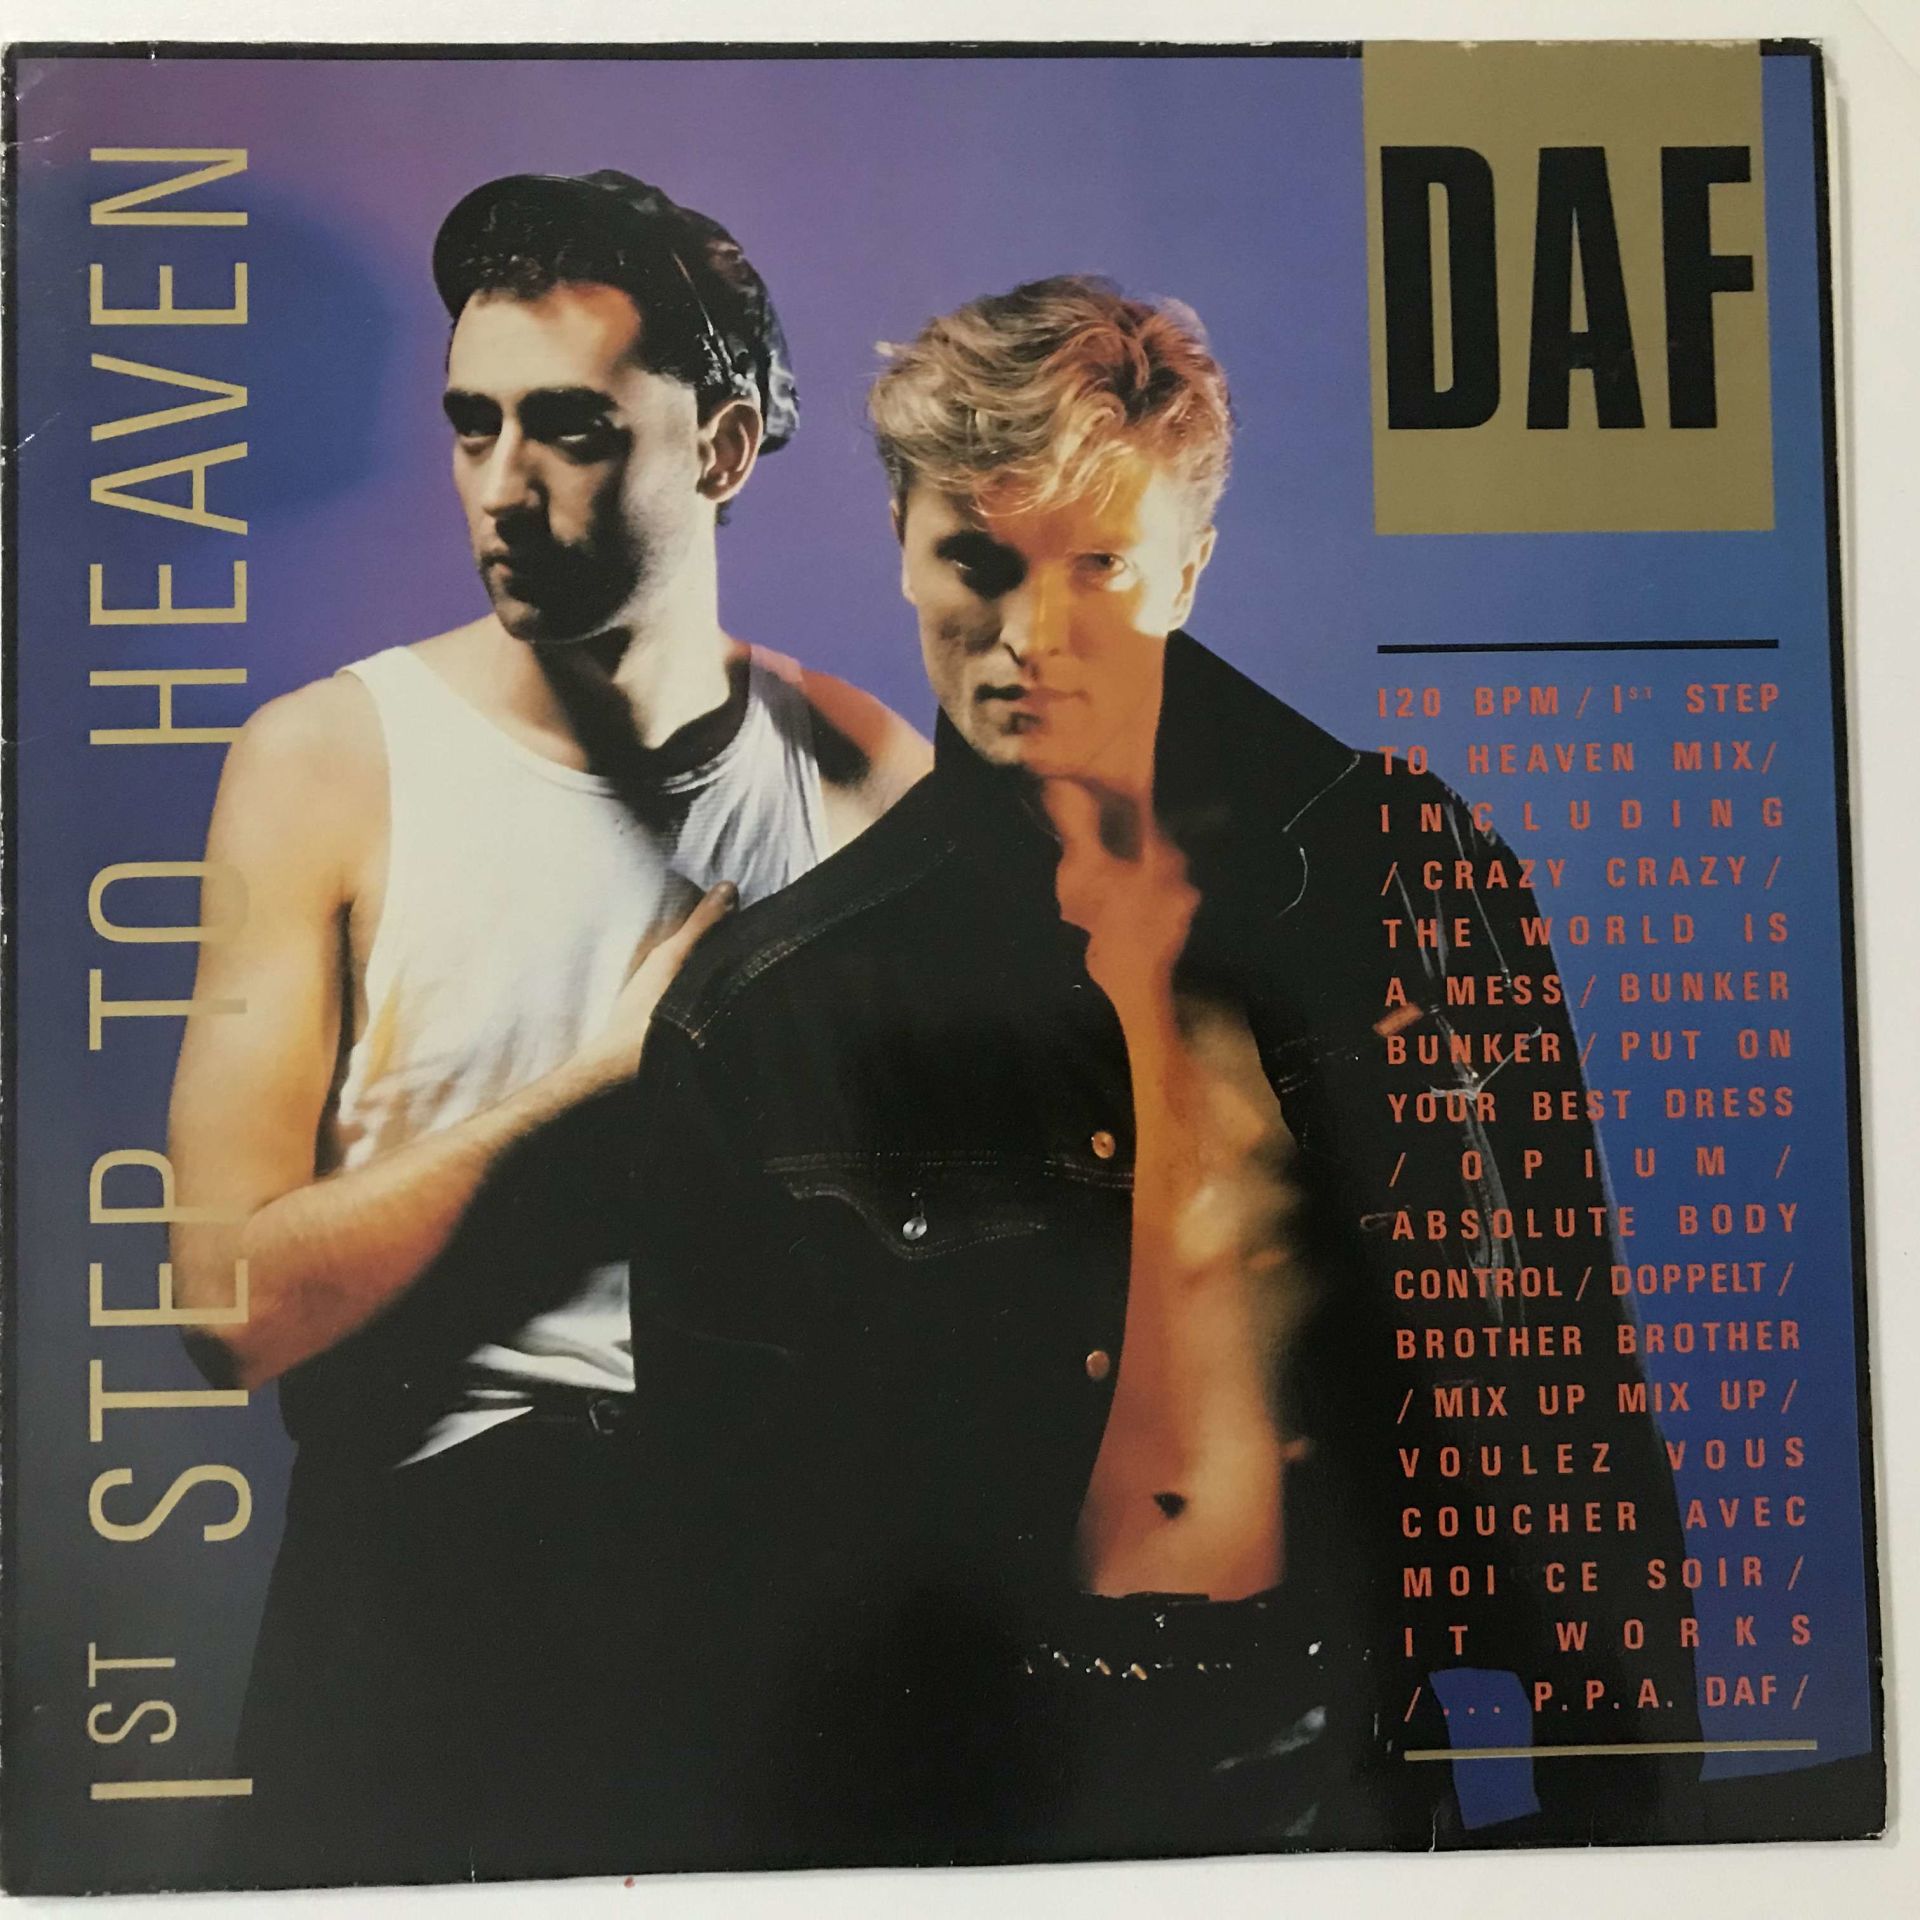 1ST STEP TO HEAVEN
DAF
120 BPM / 1ST STEP
TO HEAVEN MIX/
INCLUDING
/ CRAZY CRAZY /
THE WORLD IS
A MESS / BUNKER
BUNKER / PUT ON
YOUR BEST DRESS
/ OPIUM /
ABSOLUTE BODY
CONTROL / DOPPELT /
BROTHER BROTHER
/ MIX UP MIX UP /
VOULEZ VOUS
COUCHER AVEC
MOI CE SOIR /
IT WORKS
/ ... P.P.A. DAF /